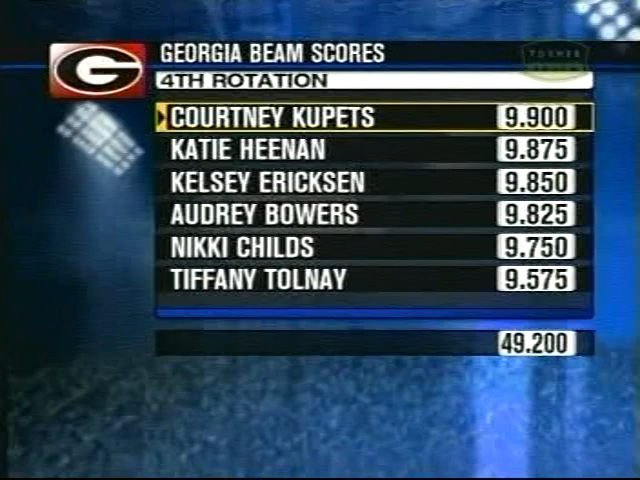 GEORGIA BEAM SCORES
4TH ROTATION
COURTNEY KUPETS 9.900
KATIE HEENAN 9.875
KELSEY ERICKSEN 9.850
AUDREY BOWERS 9.825
NIKKI CHILDS 9.750
TIFFANY TOLNAY 9.575
49.200
G
TURNER